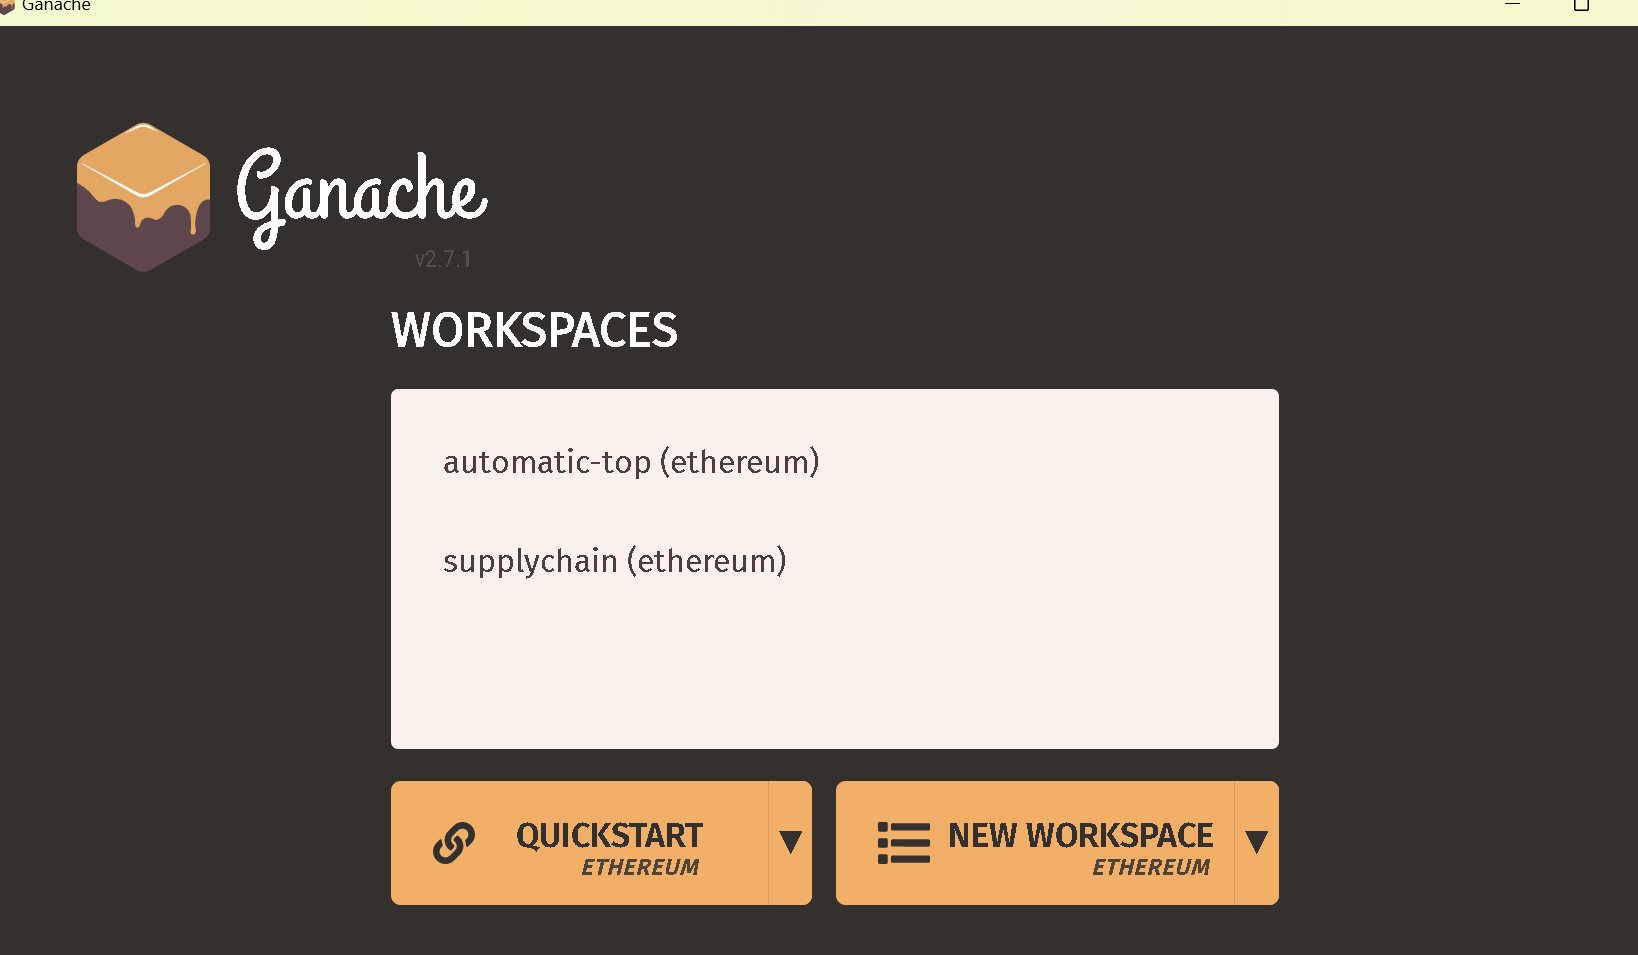 Ganache
Ganache
v2.7.1
WORKSPACES
automatic-top (ethereum)
supplychain (ethereum)
QUICKSTART
ETHEREUM
NEW WORKSPACE
ETHEREUM